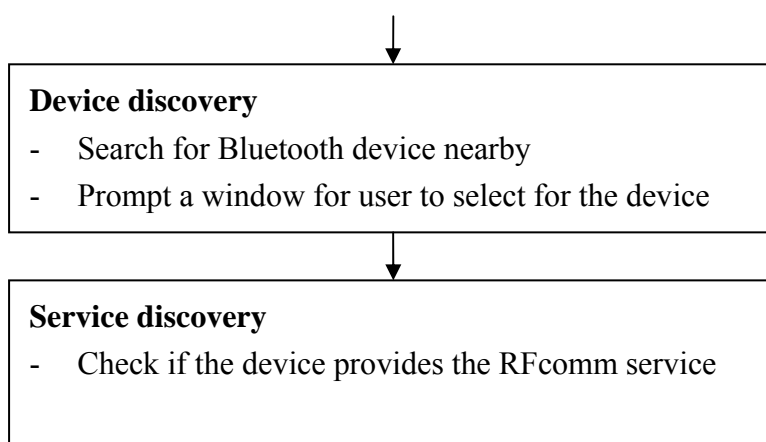 Device discovery
- Search for Bluetooth device nearby
- Prompt a window for user to select for the device
Service discovery
- Check if the device provides the RFcomm service